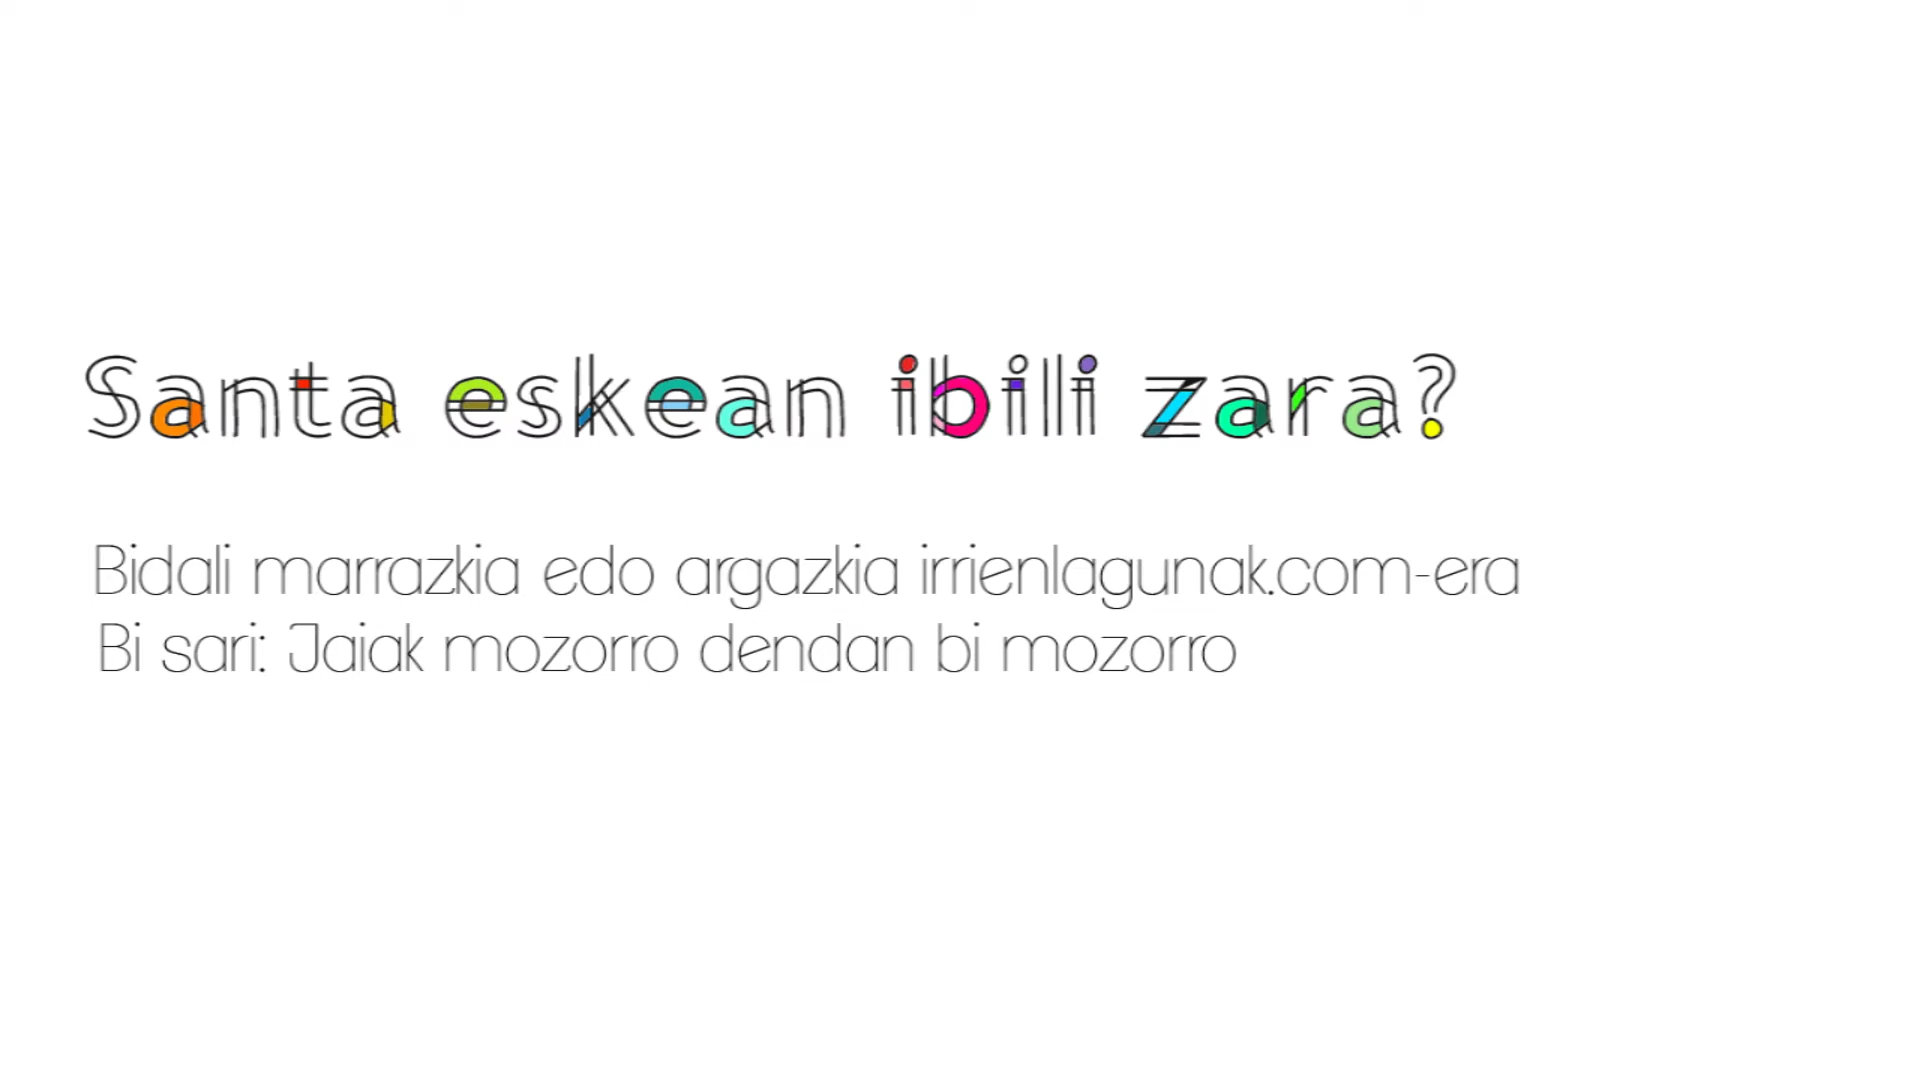 Santa eskean ibili zara?
Bidali marrazkia edo argazkia irrienlagunak.com-era
Bi sari: Jaiak mozorro dendan bi mozorro